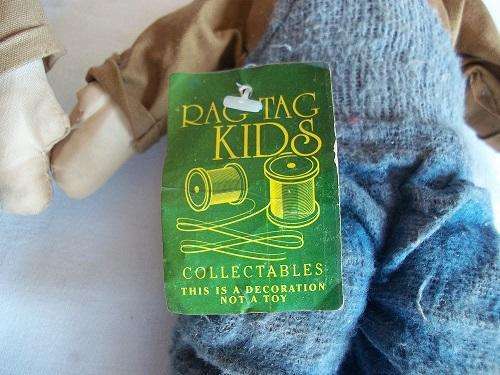 RAG TAG
KIDS
COLLECTABLES
THIS IS A DECORATION
NOT A TOY